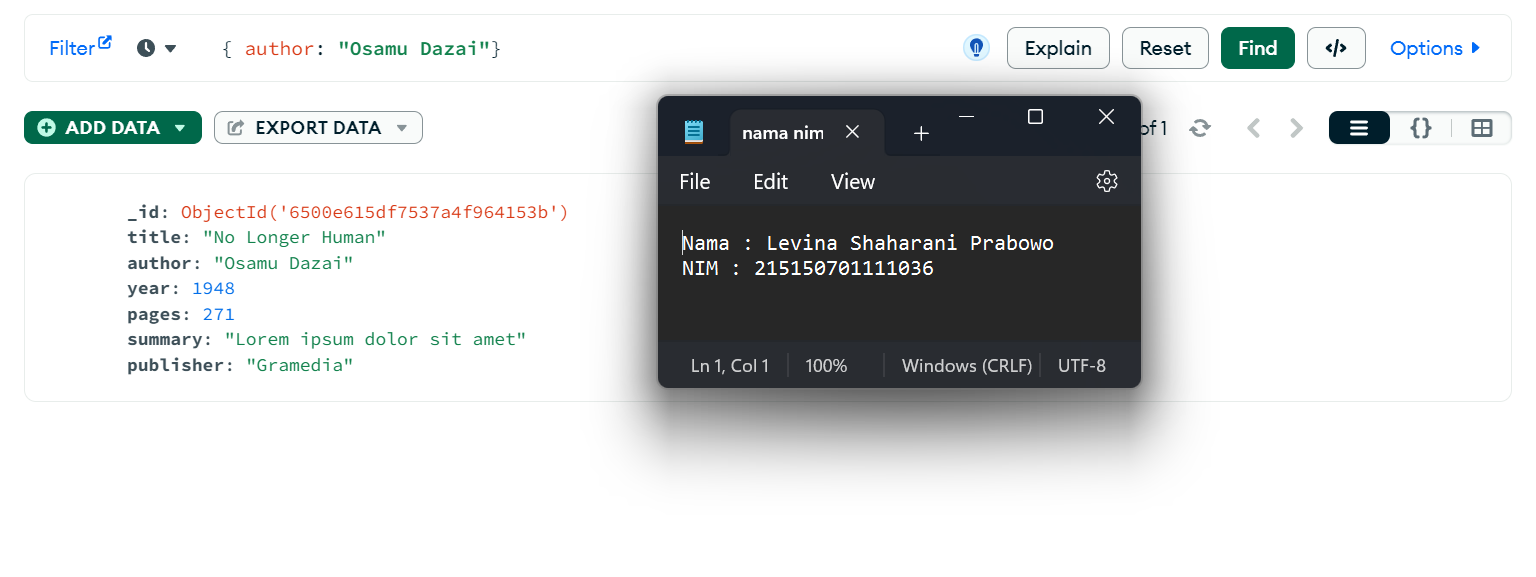 Filter { author: "Osamu Dazai"} Explain Reset Find </> Options
ADD DATA EXPORT DATA of 1 {}
_id: ObjectId('6500e615df7537a4f964153b')
title: "No Longer Human"
author: "Osamu Dazai"
year: 1948
pages: 271
summary: "Lorem ipsum dolor sit amet"
publisher: "Gramedia"
nama nim
File Edit View
Nama : Levina Shaharani Prabowo
NIM : 215150701111036
Ln 1, Col 1 100% Windows (CRLF) UTF-8